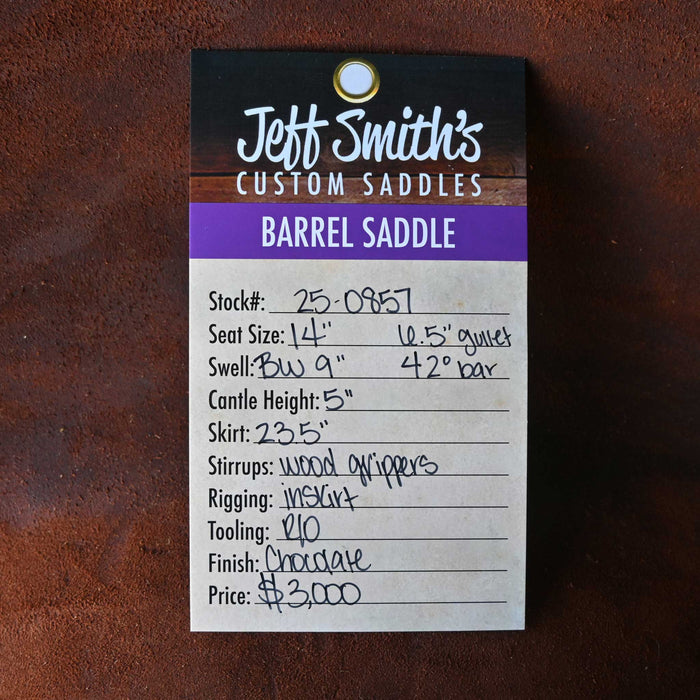 Jeff Smith's
CUSTOM SADDLES
BARREL SADDLE
Stock#: 25-0857
Seat Size: 14" 6.5" gullet
Swell: BW 9" 42° bar
Cantle Height: 5"
Skirt: 23.5"
Stirrups: wood grippers
Rigging: inskirt
Tooling: R/O
Finish: Chocolate
Price: $3,000